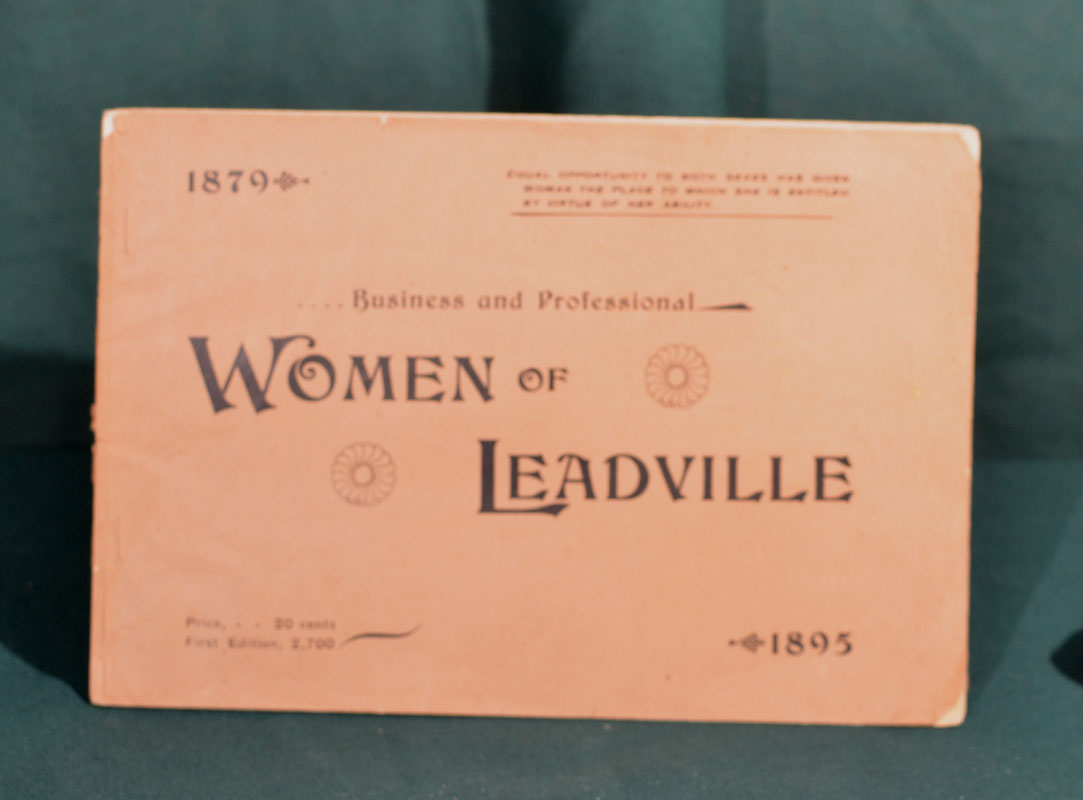 1879
EQUAL OPPORTUNITY TO BOTH SEXES HAS GIVEN
WOMAN THE PLACE TO WHICH SHE IS ENTITLED
BY VIRTUE OF HER ABILITY.
....Business and Professional
WOMEN OF
LEADVILLE
Price, - - 20 cents
First Edition, 2,700
1895